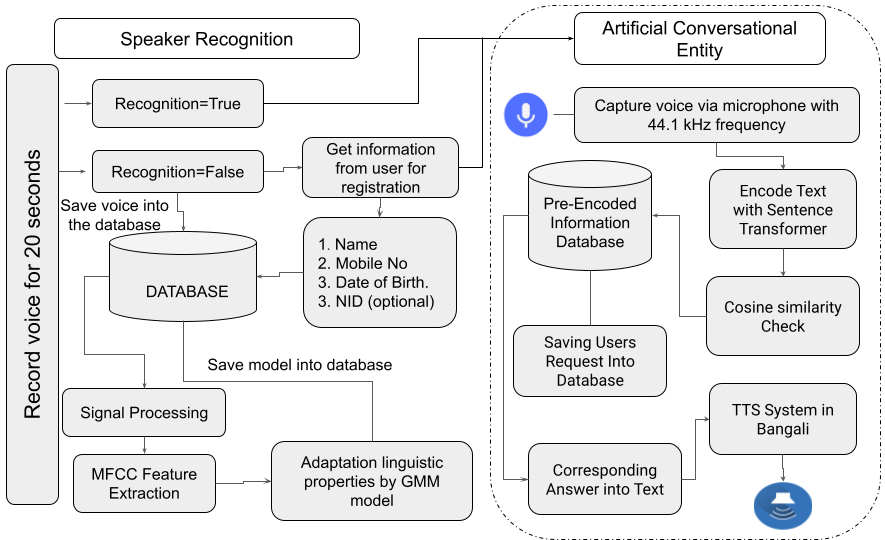 Speaker Recognition
Record voice for 20 seconds
Recognition=True
Recognition=False
Get information
from user for
registration
Save voice into
the database
DATABASE
1. Name
2. Mobile No
3. Date of Birth.
3. NID (optional)
Save model into database
Signal Processing
MFCC Feature
Extraction
Adaptation linguistic
properties by GMM
model
Artificial Conversational
Entity
Capture voice via microphone with
44.1 kHz frequency
Encode Text
with Sentence
Transformer
Pre-Encoded
Information
Database
Cosine similarity
Check
Saving Users
Request Into
Database
TTS System in
Bangali
Corresponding
Answer into Text